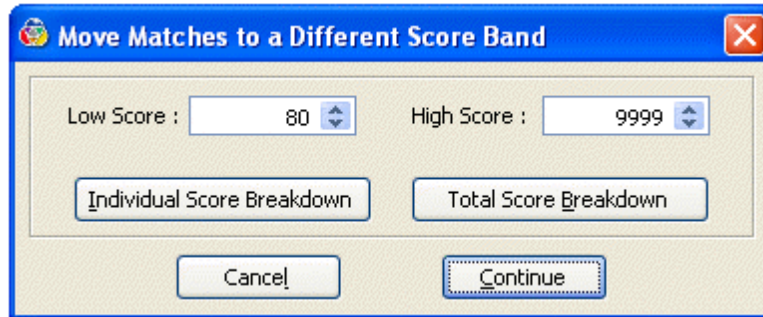 Move Matches to a Different Score Band
Low Score : 80 High Score : 9999
Individual Score Breakdown Total Score Breakdown
Cancel Continue